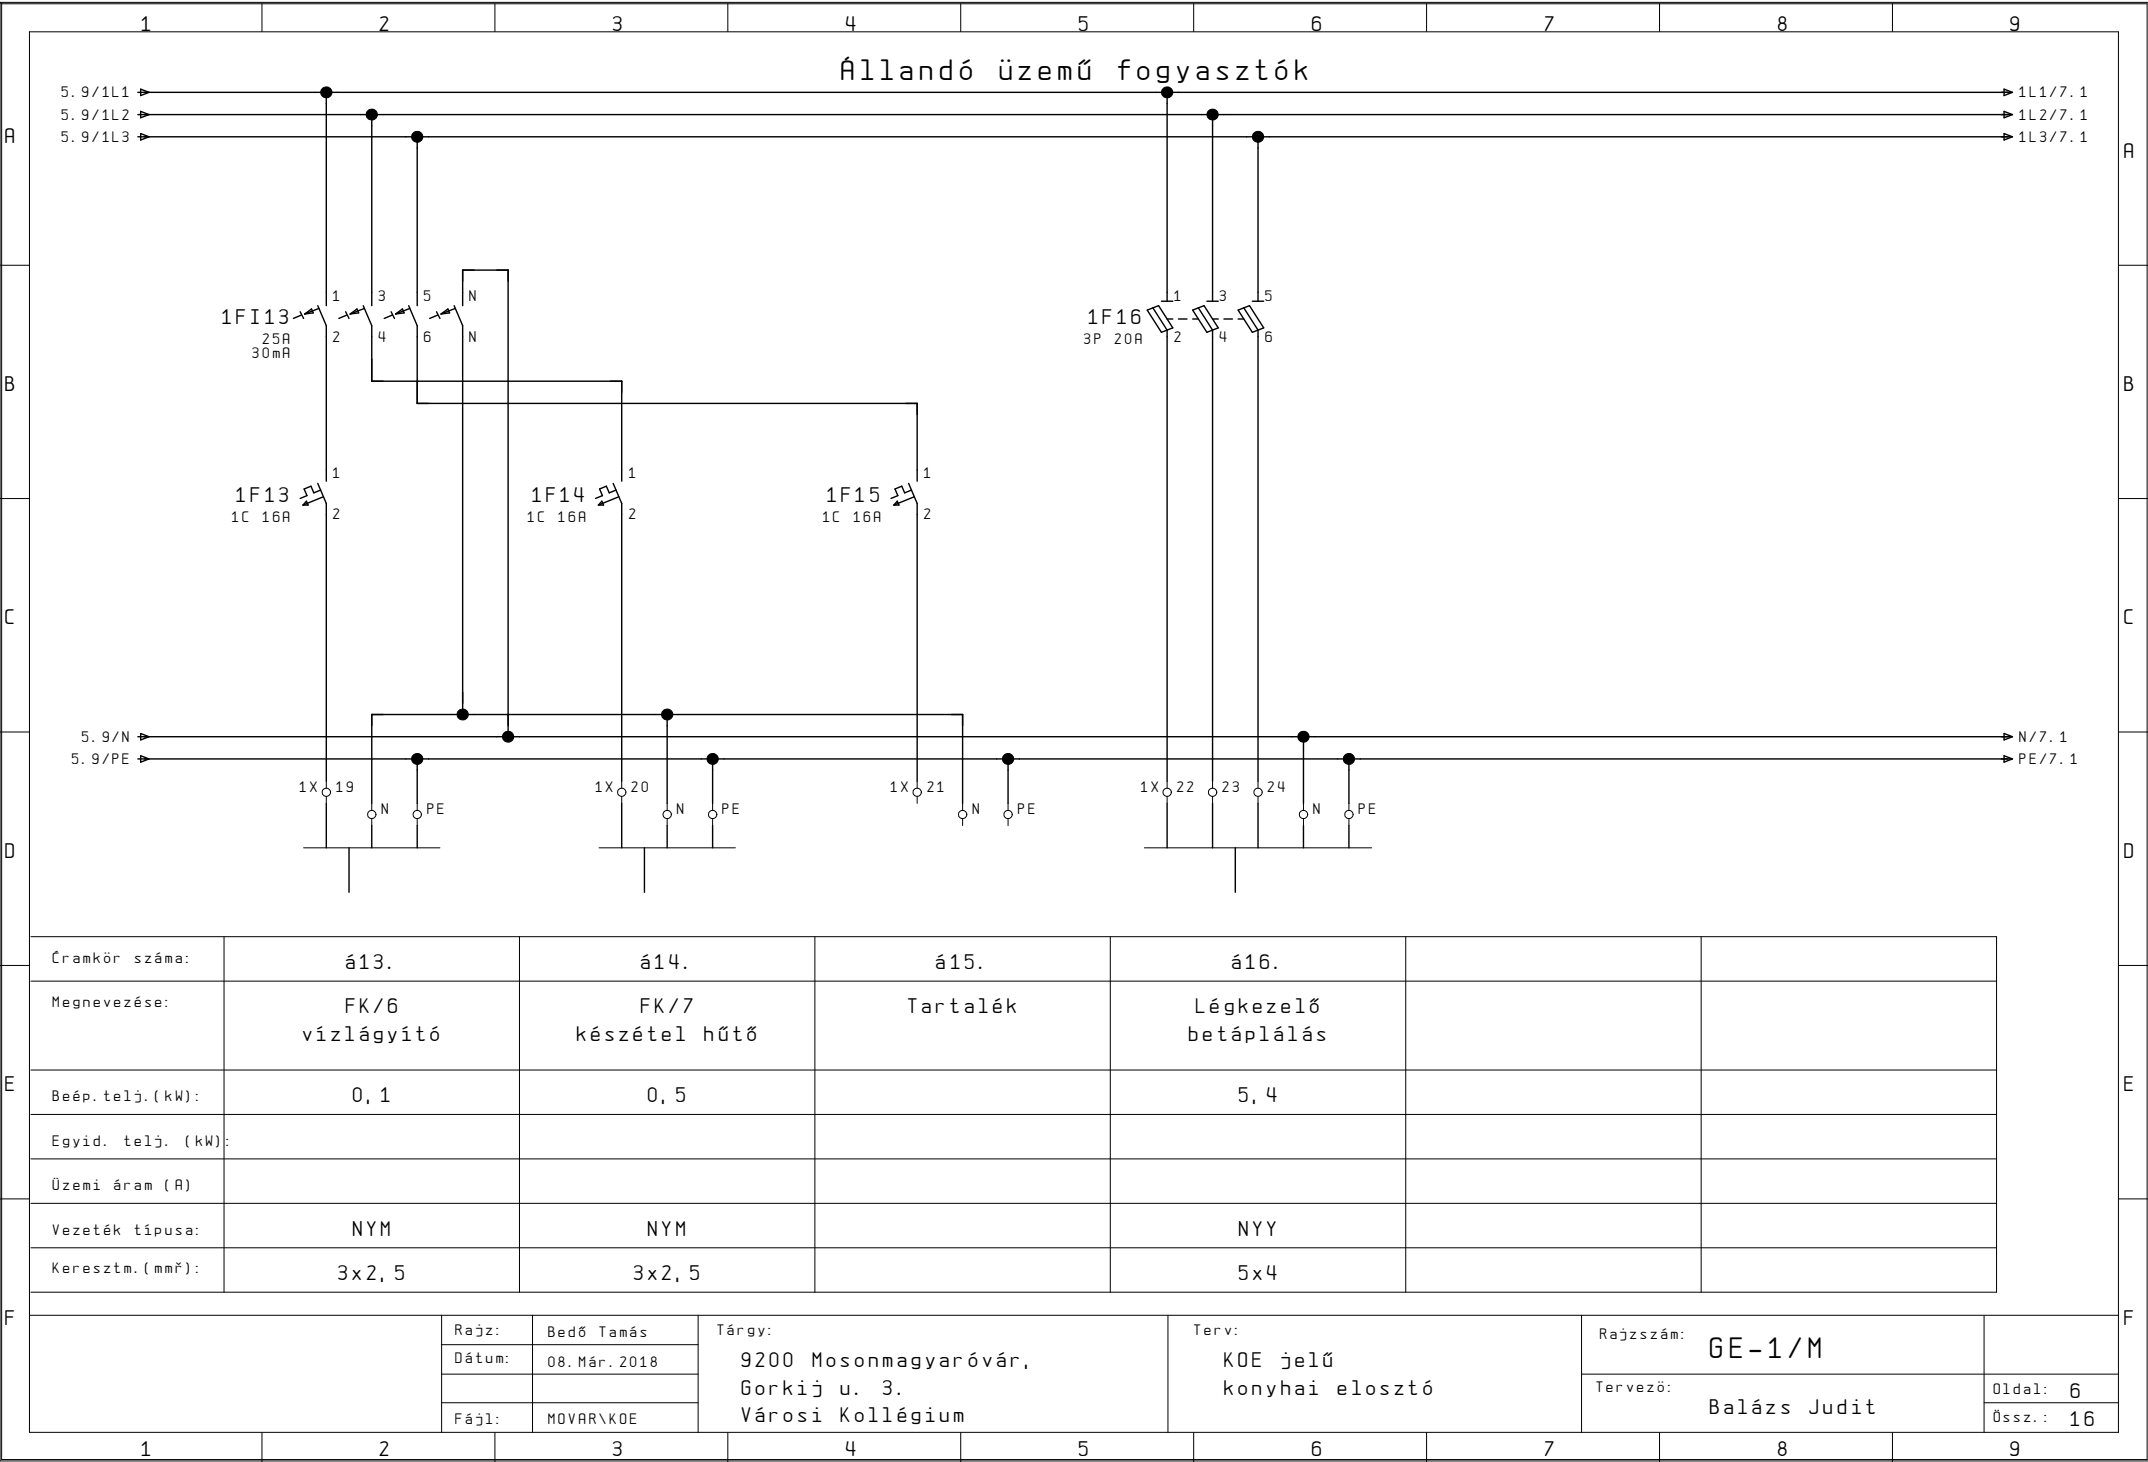 1 2 3 4 5 6 7 8 9
Állandó üzemű fogyasztók
5.9/1L1 1L1/7.1
5.9/1L2 1L2/7.1
5.9/1L3 1L3/7.1
A A
1 3 5 N 1 3 5
1FI13 1F16
25A 2 4 6 N 3P 20A 2 4 6
30mA
B B
1 1 1
1F13 1F14 1F15
1C 16A 2 1C 16A 2 1C 16A 2
C C
5.9/N N/7.1
5.9/PE PE/7.1
1X 19 1X 20 1X 21 1X 22 23 24
N PE N PE N PE N PE
D D
Círamkör száma: á13. á14. á15. á16.
Megnevezése: FK/6 FK/7 Tartalék Légkezelő
vízlágyító készétel hűtő betáplálás
E E
Beép.telj.(kW): 0,1 0,5 5,4
Egyid. telj. (kW):
Üzemi áram (A)
Vezeték típusa: NYM NYM NYY
Keresztm.(mmř): 3x2,5 3x2,5 5x4
F F
Rajz: Bedő Tamás
Dátum: 08.Már.2018
Fájl: MOVAR\KOE
Tárgy:
9200 Mosonmagyaróvár,
Gorkij u. 3.
Városi Kollégium
Terv:
KOE jelű
konyhai elosztó
Rajzszám: GE-1/M
Tervezö: Balázs Judit
Oldal: 6
Össz.: 16
1 2 3 4 5 6 7 8 9